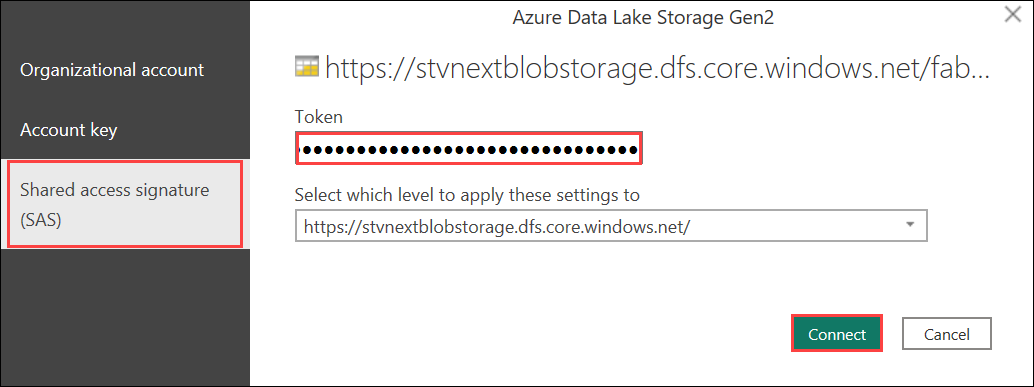 Azure Data Lake Storage Gen2
Organizational account
Account key
Shared access signature
(SAS)
https://stvnextblobstorage.dfs.core.windows.net/fab...
Token
Select which level to apply these settings to
https://stvnextblobstorage.dfs.core.windows.net/
Connect
Cancel